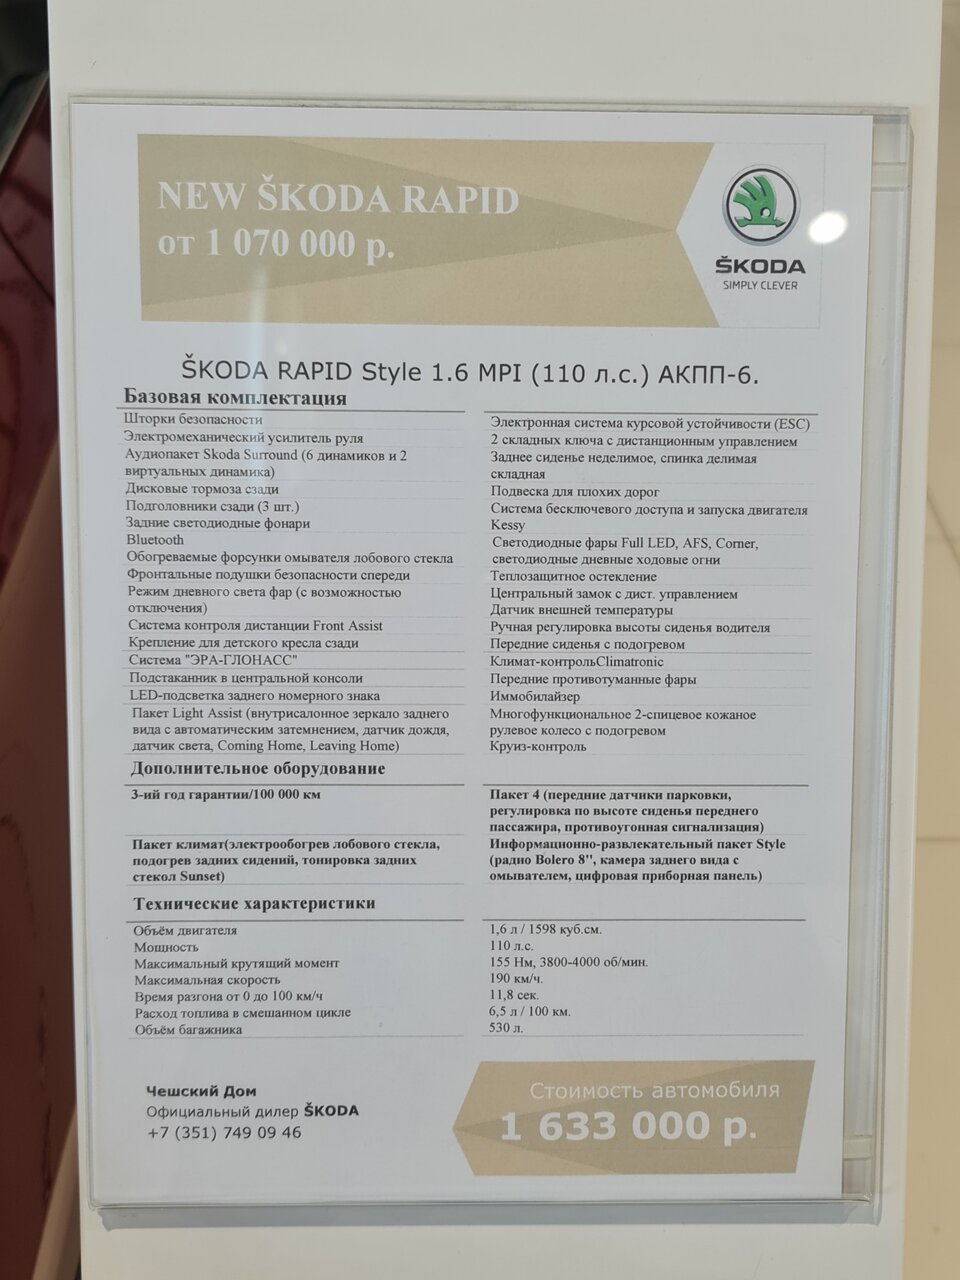 NEW ŠKODA RAPID
от 1 070 000 р.
ŠKODA
SIMPLY CLEVER
ŠKODA RAPID Style 1.6 MPI (110 л.с.) АКПП-6.
Базовая комплектация
Шторки безопасности
Электромеханический усилитель руля
Аудиопакет Skoda Surround (6 динамиков и 2
виртуальных динамика)
Дисковые тормоза сзади
Подголовники сзади (3 шт.)
Задние светодиодные фонари
Bluetooth
Обогреваемые форсунки омывателя лобового стекла
Фронтальные подушки безопасности спереди
Режим дневного света фар (с возможностью
отключения)
Система контроля дистанции Front Assist
Крепление для детского кресла сзади
Система "ЭРА-ГЛОНАСС"
Подстаканник в центральной консоли
LED-подсветка заднего номерного знака
Пакет Light Assist (внутрисалонное зеркало заднего
вида с автоматическим затемнением, датчик дождя,
датчик света, Coming Home, Leaving Home)
Электронная система курсовой устойчивости (ESC)
2 складных ключа с дистанционным управлением
Заднее сиденье неделимое, спинка делимая
складная
Подвеска для плохих дорог
Система бесключевого доступа и запуска двигателя
Kessy
Светодиодные фары Full LED, AFS, Corner,
светодиодные дневные ходовые огни
Теплозащитное остекление
Центральный замок с дист. управлением
Датчик внешней температуры
Ручная регулировка высоты сиденья водителя
Передние сиденья с подогревом
Климат-контрольClimatronic
Передние противотуманные фары
Иммобилайзер
Многофункциональное 2-спицевое кожаное
рулевое колесо с подогревом
Круиз-контроль
Дополнительное оборудование
3-ий год гарантии/100 000 км
Пакет 4 (передние датчики парковки,
регулировка по высоте сиденья переднего
пассажира, противоугонная сигнализация)
Пакет климат(электрообогрев лобового стекла,
подогрев задних сидений, тонировка задних
стекол Sunset)
Информационно-развлекательный пакет Style
(радио Bolero 8", камера заднего вида с
омывателем, цифровая приборная панель)
Технические характеристики
Объём двигателя 1,6 л / 1598 куб.см.
Мощность 110 л.с.
Максимальный крутящий момент 155 Нм, 3800-4000 об/мин.
Максимальная скорость 190 км/ч.
Время разгона от 0 до 100 км/ч 11,8 сек.
Расход топлива в смешанном цикле 6,5 л / 100 км.
Объём багажника 530 л.
Чешский Дом
Официальный дилер ŠKODA
+7 (351) 749 09 46
Стоимость автомобиля
1 633 000 р.